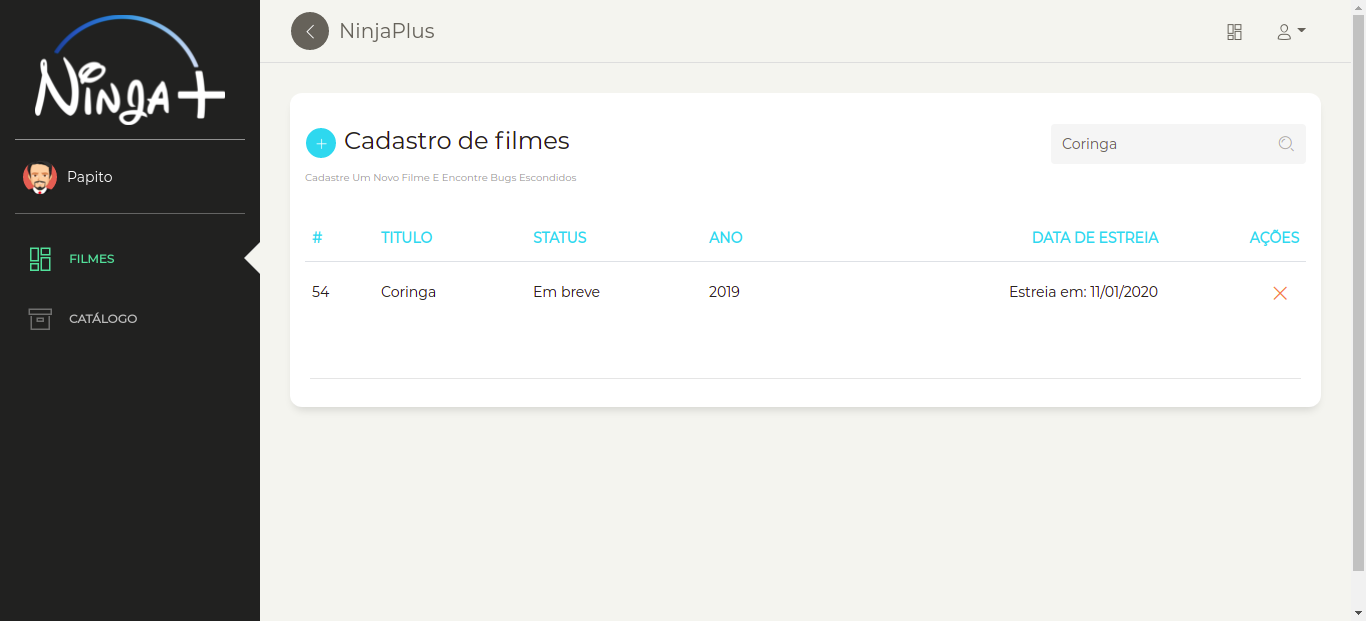 Ninja+
Papito
FILMES
CATÁLOGO
NinjaPlus
Cadastro de filmes
Coringa
Cadastre Um Novo Filme E Encontre Bugs Escondidos
# TITULO STATUS ANO DATA DE ESTREIA AÇÕES
54 Coringa Em breve 2019 Estreia em: 11/01/2020